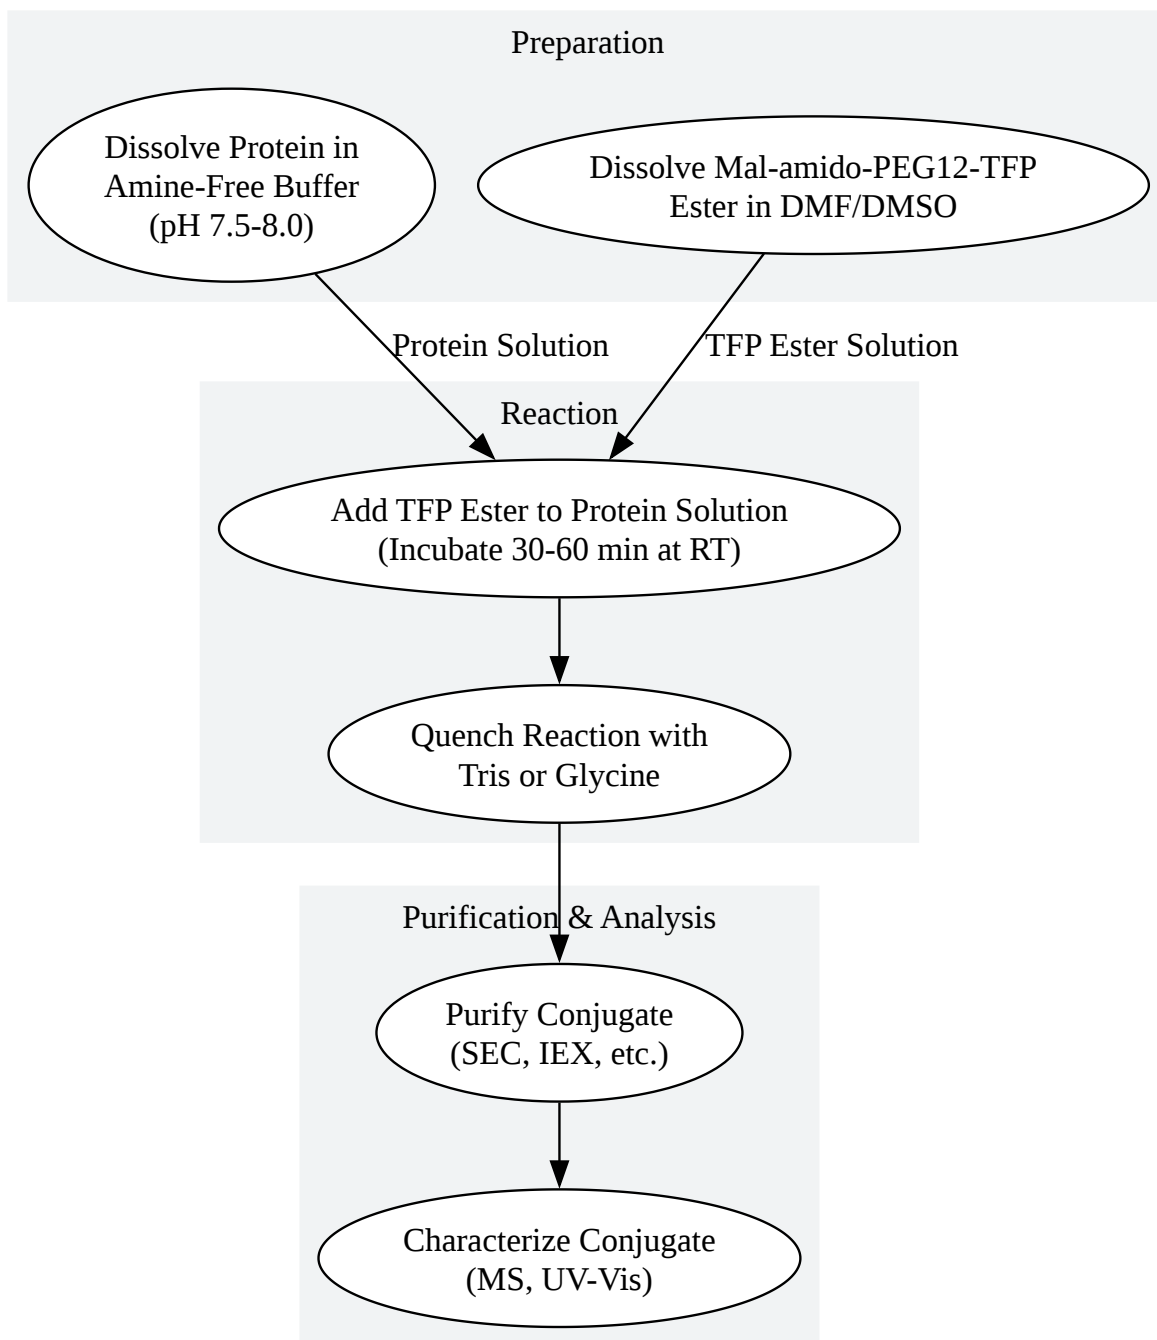 Preparation
Dissolve Protein in
Amine-Free Buffer
(pH 7.5-8.0)
Dissolve Mal-amido-PEG12-TFP
Ester in DMF/DMSO
Protein Solution
TFP Ester Solution
Reaction
Add TFP Ester to Protein Solution
(Incubate 30-60 min at RT)
Quench Reaction with
Tris or Glycine
Purification & Analysis
Purify Conjugate
(SEC, IEX, etc.)
Characterize Conjugate
(MS, UV-Vis)